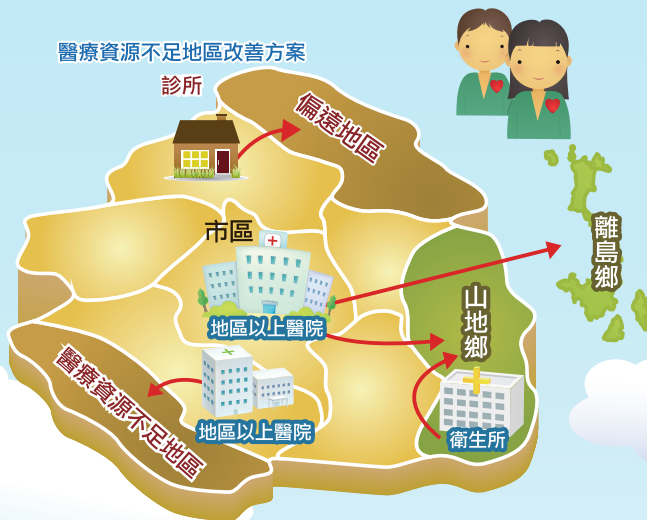 醫療資源不足地區改善方案
診所
偏遠地區
市區
離島鄉
山地鄉
地區以上醫院
醫療資源不足地區
地區以上醫院
衛生所